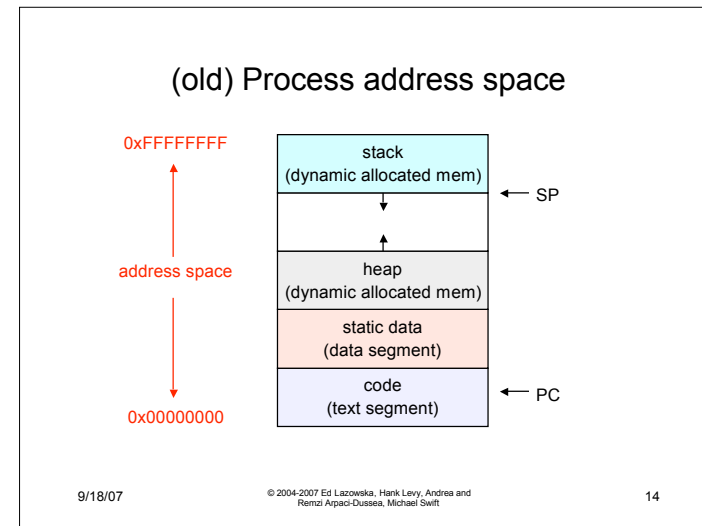 (old) Process address space
0xFFFFFFFF
address space
0x00000000
stack
(dynamic allocated mem)
SP
heap
(dynamic allocated mem)
static data
(data segment)
code
(text segment)
PC
9/18/07
© 2004-2007 Ed Lazowska, Hank Levy, Andrea and
Remzi Arpaci-Dussea, Michael Swift
14